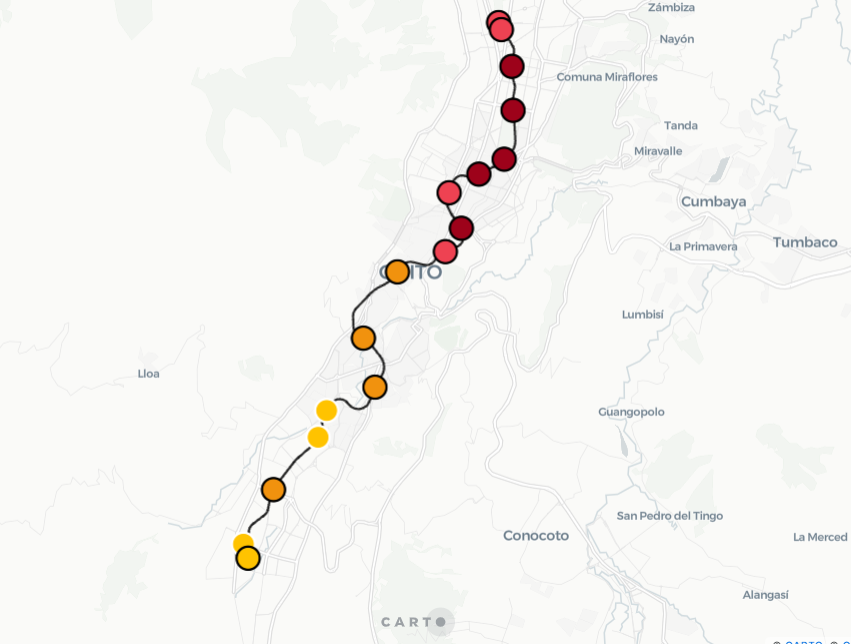 Zámbiza
Nayón
Comuna Miraflores
Tanda
Miravalle
Cumbaya
La Primavera
Tumbaco
QUITO
Lumbisí
Lloa
Guangopolo
San Pedro del Tingo
Conocoto
La Merced
Alangasí
CARTO